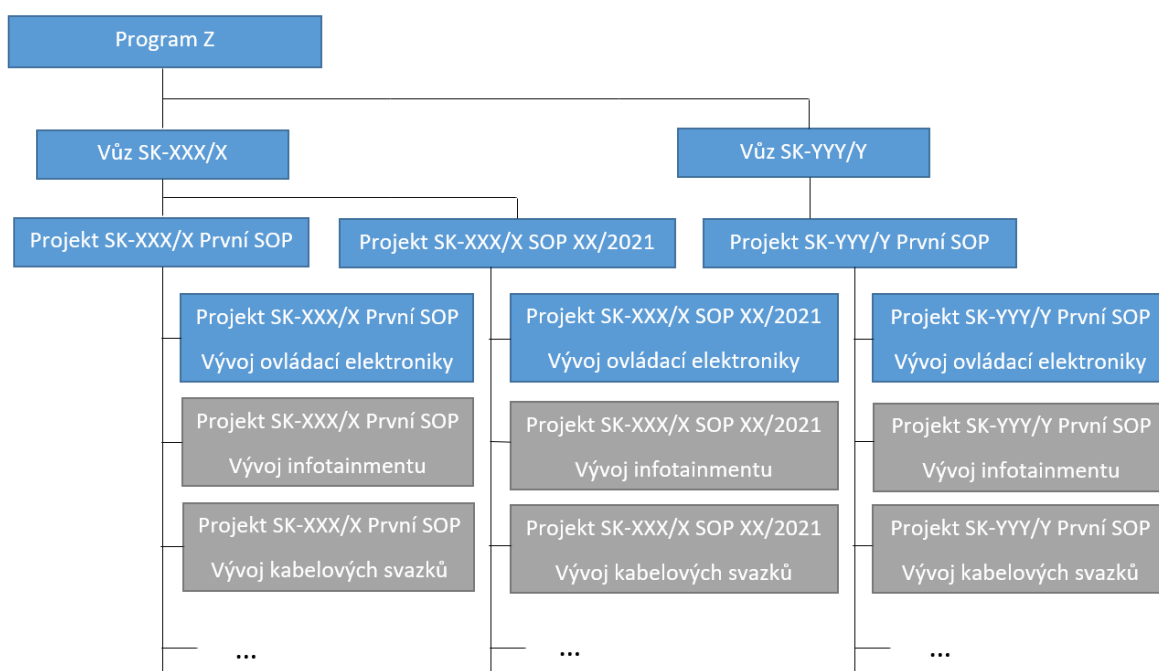 Program Z
Vůz SK-XXX/X
Vůz SK-YYY/Y
Projekt SK-XXX/X První SOP
Projekt SK-XXX/X SOP XX/2021
Projekt SK-YYY/Y První SOP
Projekt SK-XXX/X První SOP
Vývoj ovládací elektroniky
Projekt SK-XXX/X SOP XX/2021
Vývoj ovládací elektroniky
Projekt SK-YYY/Y První SOP
Vývoj ovládací elektroniky
Projekt SK-XXX/X První SOP
Vývoj infotainmentu
Projekt SK-XXX/X SOP XX/2021
Vývoj infotainmentu
Projekt SK-YYY/Y První SOP
Vývoj infotainmentu
Projekt SK-XXX/X První SOP
Vývoj kabelových svazků
Projekt SK-XXX/X SOP XX/2021
Vývoj kabelových svazků
Projekt SK-YYY/Y První SOP
Vývoj kabelových svazků
...
...
...